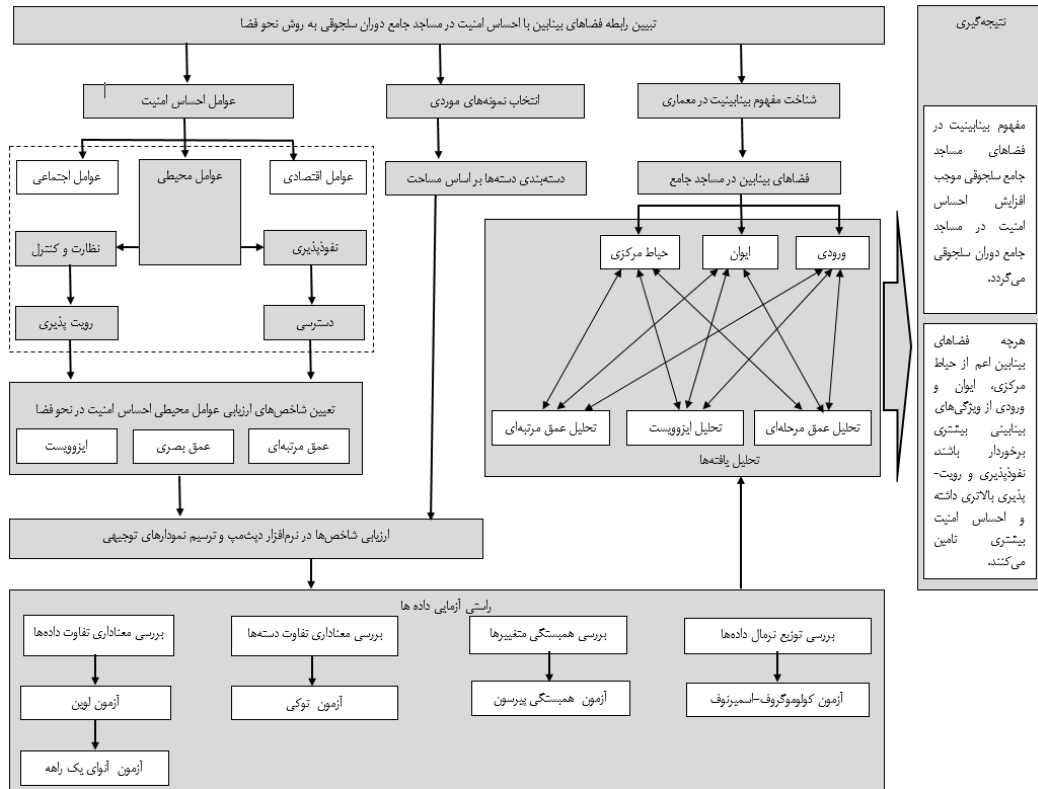 تبیین رابطه فضاهای بینابین با احساس امنیت در مساجد جامع دوران سلجوقی به روش نحو فضا
شناخت مفهوم بینابینیت در معماری
انتخاب نمونه‌های موردی
عوامل احساس امنیت
فضاهای بینابین در مساجد جامع
دسته‌بندی دسته‌ها بر اساس مساحت
عوامل اقتصادی
عوامل محیطی
عوامل اجتماعی
نفوذپذیری
نظارت و کنترل
دسترسی
رویت پذیری
ورودی
ایوان
حیاط مرکزی
تحلیل عمق مرحله‌ای
تحلیل ایزوویست
تحلیل عمق مرتبه‌ای
تحلیل یافته‌ها
تعیین شاخص‌های ارزیابی عوامل محیطی احساس امنیت در نحو فضا
عمق مرتبه‌ای
عمق بصری
ایزوویست
ارزیابی شاخص‌ها در نرم‌افزار دپث‌مپ و ترسیم نمودارهای توجیهی
راستی آزمایی داده ها
بررسی توزیع نرمال داده‌ها
بررسی همبستگی متغییرها
بررسی معناداری تفاوت دسته‌ها
بررسی معناداری تفاوت داده‌ها
آزمون کولوموگروف-اسمیرنوف
آزمون همبستگی پیرسون
آزمون توکی
آزمون لوین
آزمون آنوای یک راهه
نتیجه‌گیری
مفهوم بینابینیت در
فضاهای مساجد
جامع سلجوقی موجب
افزایش احساس
امنیت در مساجد
جامع دوران سلجوقی
می‌گردد.
هرچه فضاهای
بینابین اعم از حیاط
مرکزی، ایوان و
ورودی از ویژگی‌های
بینابینی بیشتری
برخوردار باشند،
نفوذپذیری و رویت-
پذیری بالاتری داشته
و احساس امنیت
بیشتری تامین
می‌کنند.